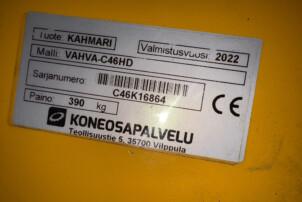 Tuote: KAHMARI Valmistusvuosi: 2022
Malli: VAHVA-C46HD
Sarjanumero: C46K16864
Paino: 390 kg CE
KONEOSAPALVELU
Teollisuustie 5, 35700 Vilppula